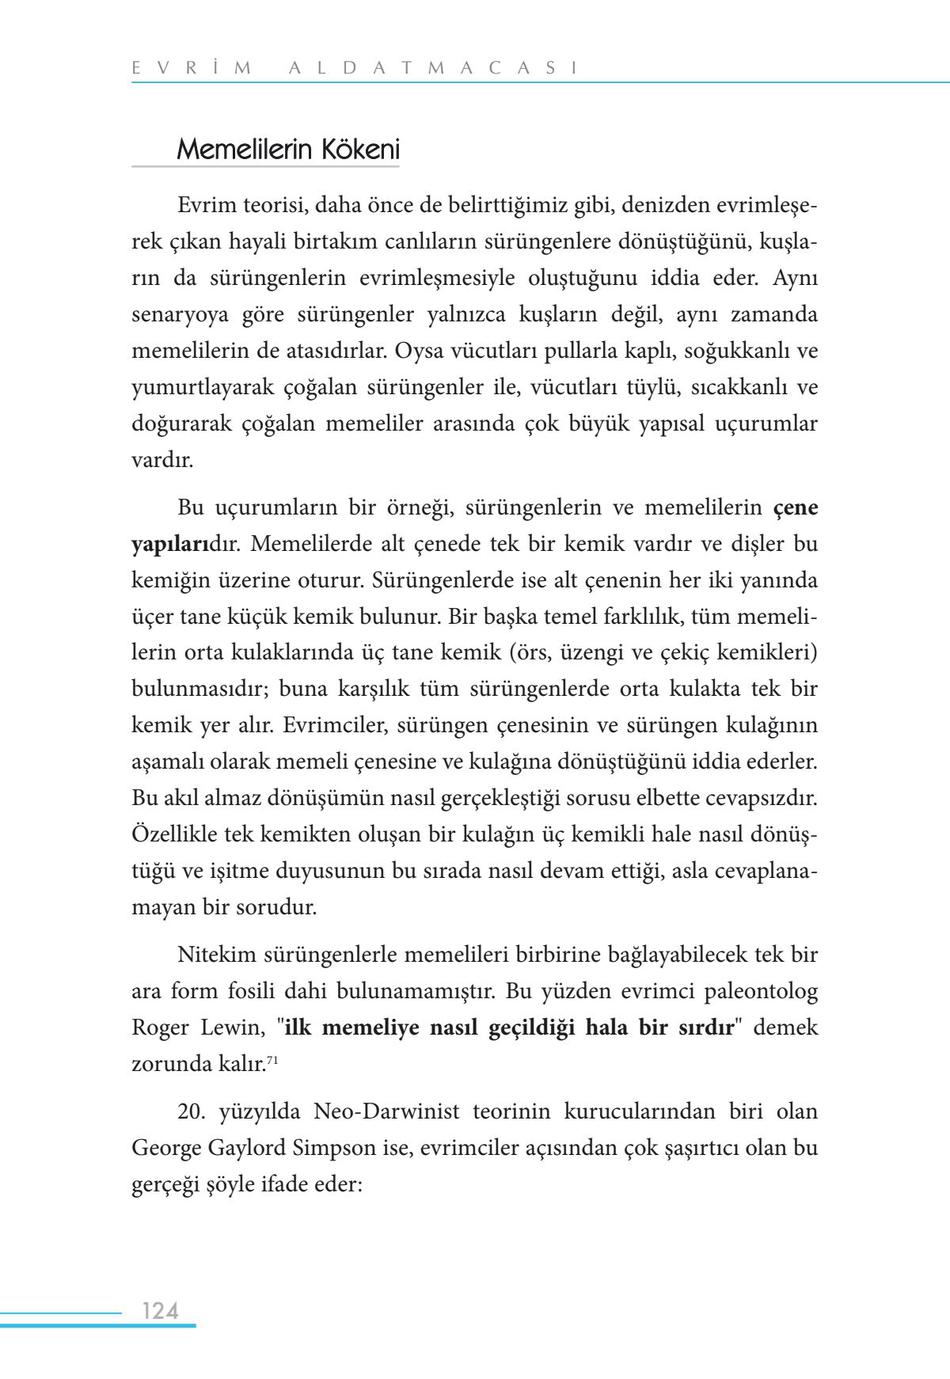 EVRİM ALDATMACASI
Memelilerin Kökeni
Evrim teorisi, daha önce de belirttiğimiz gibi, denizden evrimleşe-
rek çıkan hayali birtakım canlıların sürüngenlere dönüştüğünü, kuşla-
rın da sürüngenlerin evrimleşmesiyle oluştuğunu iddia eder. Aynı
senaryoya göre sürüngenler yalnızca kuşların değil, aynı zamanda
memelilerin de atasıdırlar. Oysa vücutları pullarla kaplı, soğukkanlı ve
yumurtlayarak çoğalan sürüngenler ile, vücutları tüylü, sıcakkanlı ve
doğurarak çoğalan memeliler arasında çok büyük yapısal uçurumlar
vardır.
Bu uçurumların bir örneği, sürüngenlerin ve memelilerin çene
yapılarıdır. Memelilerde alt çenede tek bir kemik vardır ve dişler bu
kemiğin üzerine oturur. Sürüngenlerde ise alt çenenin her iki yanında
üçer tane küçük kemik bulunur. Bir başka temel farklılık, tüm memeli-
lerin orta kulaklarında üç tane kemik (örs, üzengi ve çekiç kemikleri)
bulunmasıdır; buna karşılık tüm sürüngenlerde orta kulakta tek bir
kemik yer alır. Evrimciler, sürüngen çenesinin ve sürüngen kulağının
aşamalı olarak memeli çenesine ve kulağına dönüştüğünü iddia ederler.
Bu akıl almaz dönüşümün nasıl gerçekleştiği sorusu elbette cevapsızdır.
Özellikle tek kemikten oluşan bir kulağın üç kemikli hale nasıl dönüş-
tüğü ve işitme duyusunun bu sırada nasıl devam ettiği, asla cevaplana-
mayan bir sorudur.
Nitekim sürüngenlerle memelileri birbirine bağlayabilecek tek bir
ara form fosili dahi bulunamamıştır. Bu yüzden evrimci paleontolog
Roger Lewin, "ilk memeliye nasıl geçildiği hala bir sırdır" demek
zorunda kalır.71
20. yüzyılda Neo-Darwinist teorinin kurucularından biri olan
George Gaylord Simpson ise, evrimciler açısından çok şaşırtıcı olan bu
gerçeği şöyle ifade eder:
124